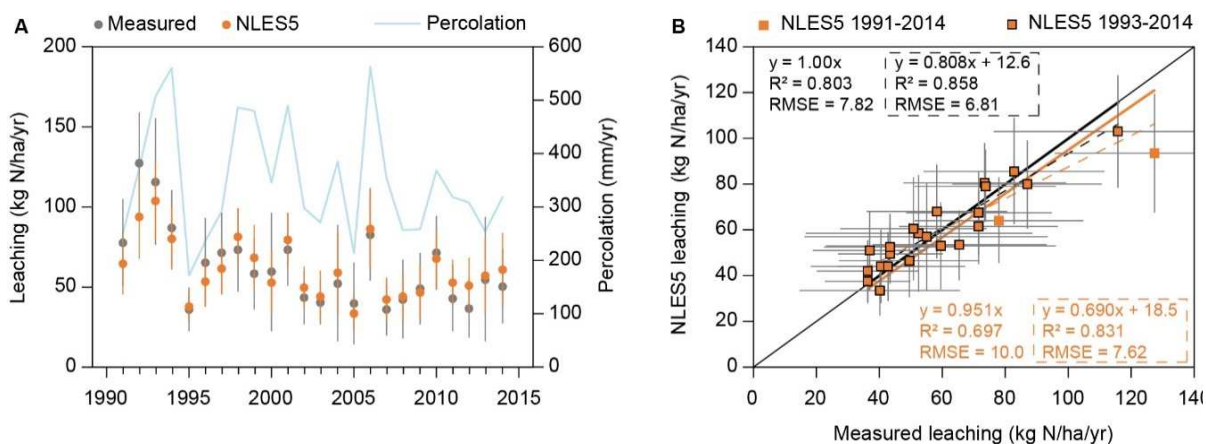 A
Measured
NLES5
Percolation
200
150
100
50
0
Leaching (kg N/ha/yr)
600
500
400
300
200
100
0
Percolation (mm/yr)
1990 1995 2000 2005 2010 2015
B
NLES5 1991-2014
NLES5 1993-2014
140
120
100
80
60
40
20
0
NLES5 leaching (kg N/ha/yr)
y = 1.00x
R² = 0.803
RMSE = 7.82
y = 0.808x + 12.6
R² = 0.858
RMSE = 6.81
y = 0.951x
R² = 0.697
RMSE = 10.0
y = 0.690x + 18.5
R² = 0.831
RMSE = 7.62
0 20 40 60 80 100 120 140
Measured leaching (kg N/ha/yr)